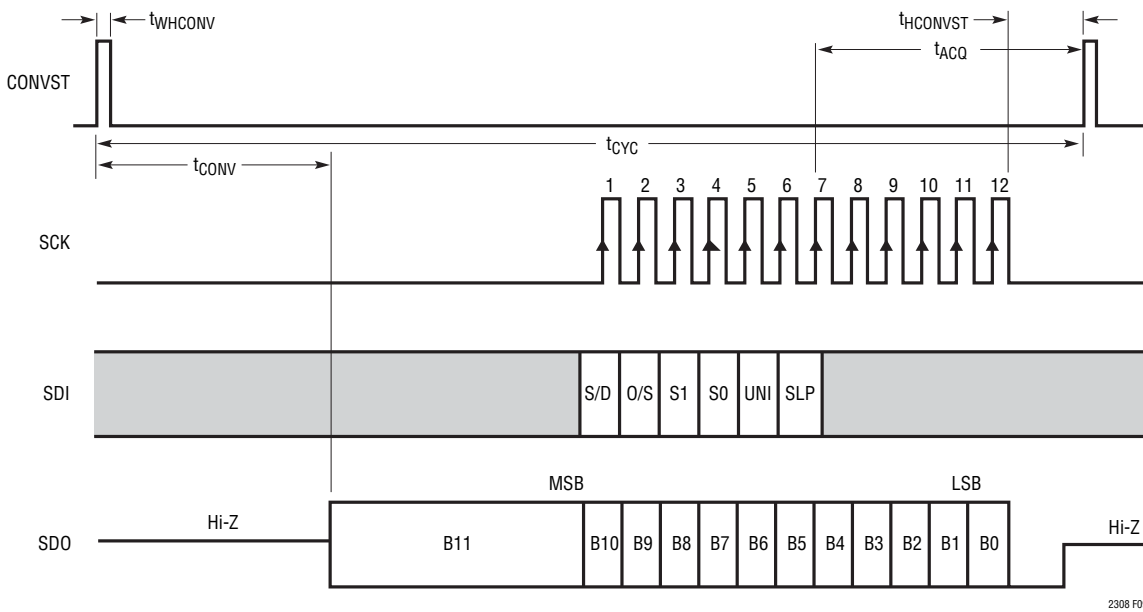 tWHCONV
tHCONVST
tACQ
CONVST
tCYC
tCONV
1 2 3 4 5 6 7 8 9 10 11 12
SCK
SDI
S/D O/S S1 S0 UNI SLP
MSB LSB
Hi-Z Hi-Z
SDO
B11 B10 B9 B8 B7 B6 B5 B4 B3 B2 B1 B0
2308